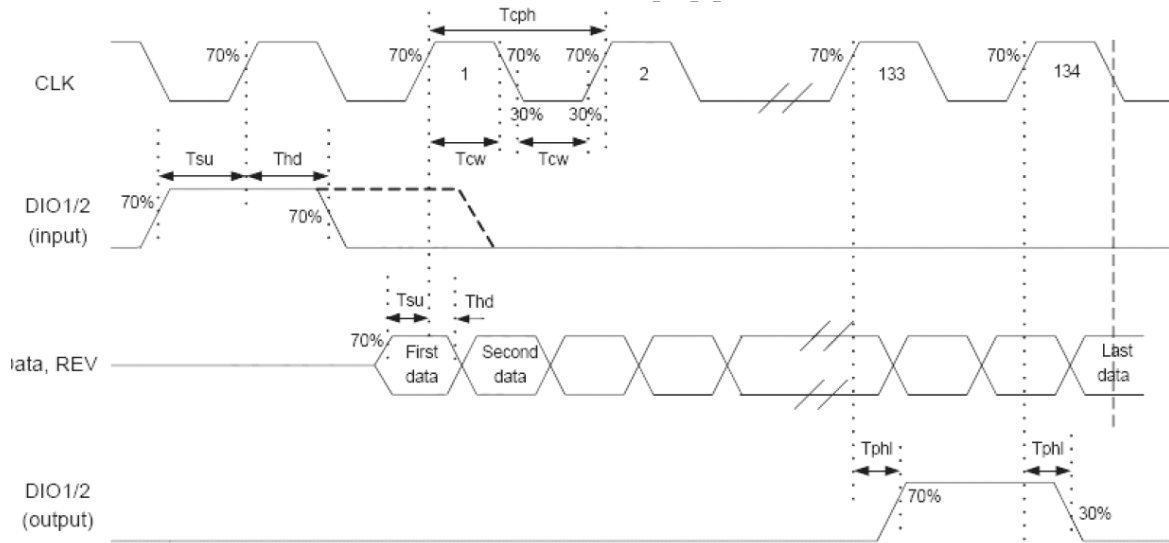 Tcph
70%
70%
70%
70%
70%
70%
CLK
1
2
133
134
30%
30%
Tsu
Thd
Tcw
Tcw
70%
DIO1/2
70%
(input)
Tsu
Thd
70%
First
Second
Last
ata, REV
data
data
data
Tphl
Tphl
DIO1/2
70%
(output)
30%